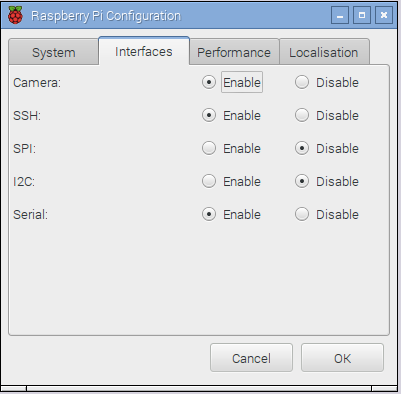 Raspberry Pi Configuration
System Interfaces Performance Localisation
Camera: Enable Disable
SSH: Enable Disable
SPI: Enable Disable
I2C: Enable Disable
Serial: Enable Disable
Cancel OK